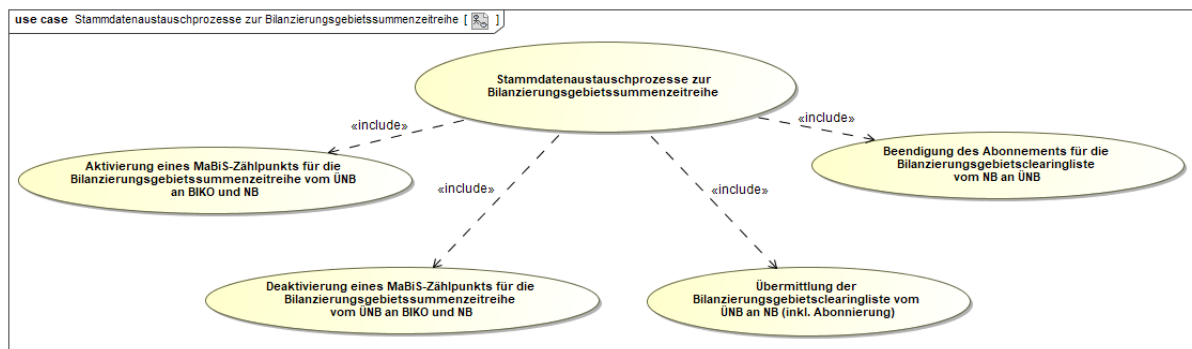 use case Stammdatenaustauschprozesse zur Bilanzierungsgebietssummenzeitreihe [ ]
Stammdatenaustauschprozesse zur
Bilanzierungsgebietssummenzeitreihe
«include»
«include»
«include»
«include»
Aktivierung eines MaBiS-Zählpunkts für die
Bilanzierungsgebietssummenzeitreihe vom ÜNB
an BIKO und NB
Beendigung des Abonnements für die
Bilanzierungsgebietsclearingliste
vom NB an ÜNB
Deaktivierung eines MaBiS-Zählpunkts für die
Bilanzierungsgebietssummenzeitreihe
vom ÜNB an BIKO und NB
Übermittlung der
Bilanzierungsgebietsclearingliste vom
ÜNB an NB (inkl. Abonnierung)